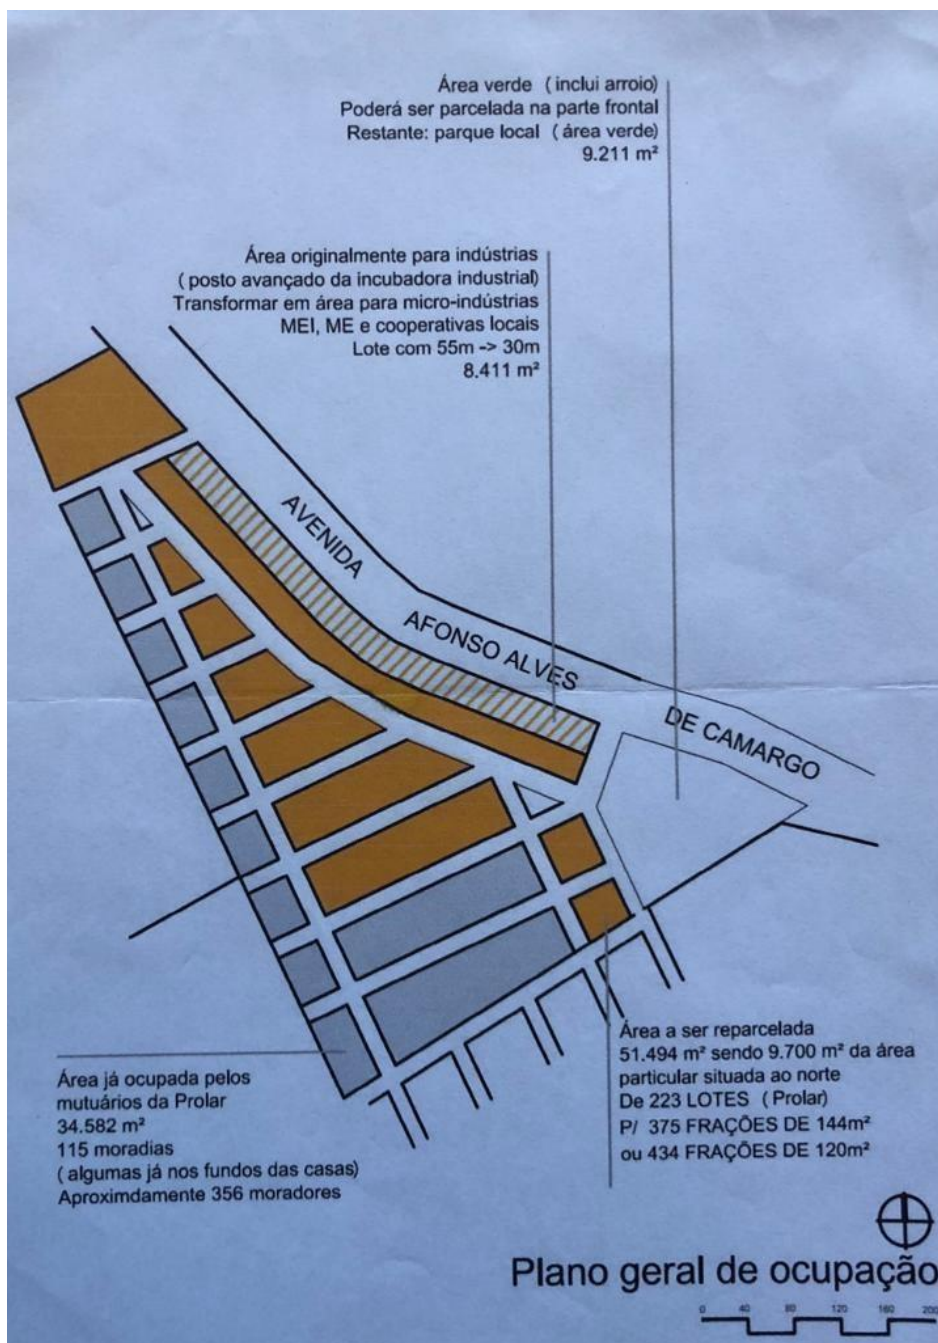 Área verde ( inclui arroio)
Poderá ser parcelada na parte frontal
Restante: parque local ( área verde)
9.211 m²
Área originalmente para indústrias
( posto avançado da incubadora industrial)
Transformar em área para micro-indústrias
MEI, ME e cooperativas locais
Lote com 55m -> 30m
8.411 m²
AVENIDA
AFONSO ALVES
DE CAMARGO
Área a ser reparcelada
51.494 m² sendo 9.700 m² da área
particular situada ao norte
De 223 LOTES ( Prolar)
P/ 375 FRAÇÕES DE 144m²
ou 434 FRAÇÕES DE 120m²
Área já ocupada pelos
mutuários da Prolar
34.582 m²
115 moradias
( algumas já nos fundos das casas)
Aproximdamente 356 moradores
Plano geral de ocupação
0 40 80 120 160 200